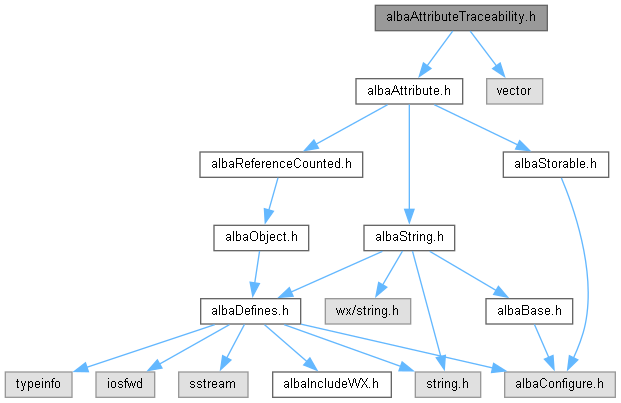 albaAttributeTraceability.h
albaAttribute.h
vector
albaReferenceCounted.h
albaStorable.h
albaObject.h
albaString.h
albaDefines.h
wx/string.h
albaBase.h
typeinfo
iosfwd
sstream
albaIncludeWX.h
string.h
albaConfigure.h